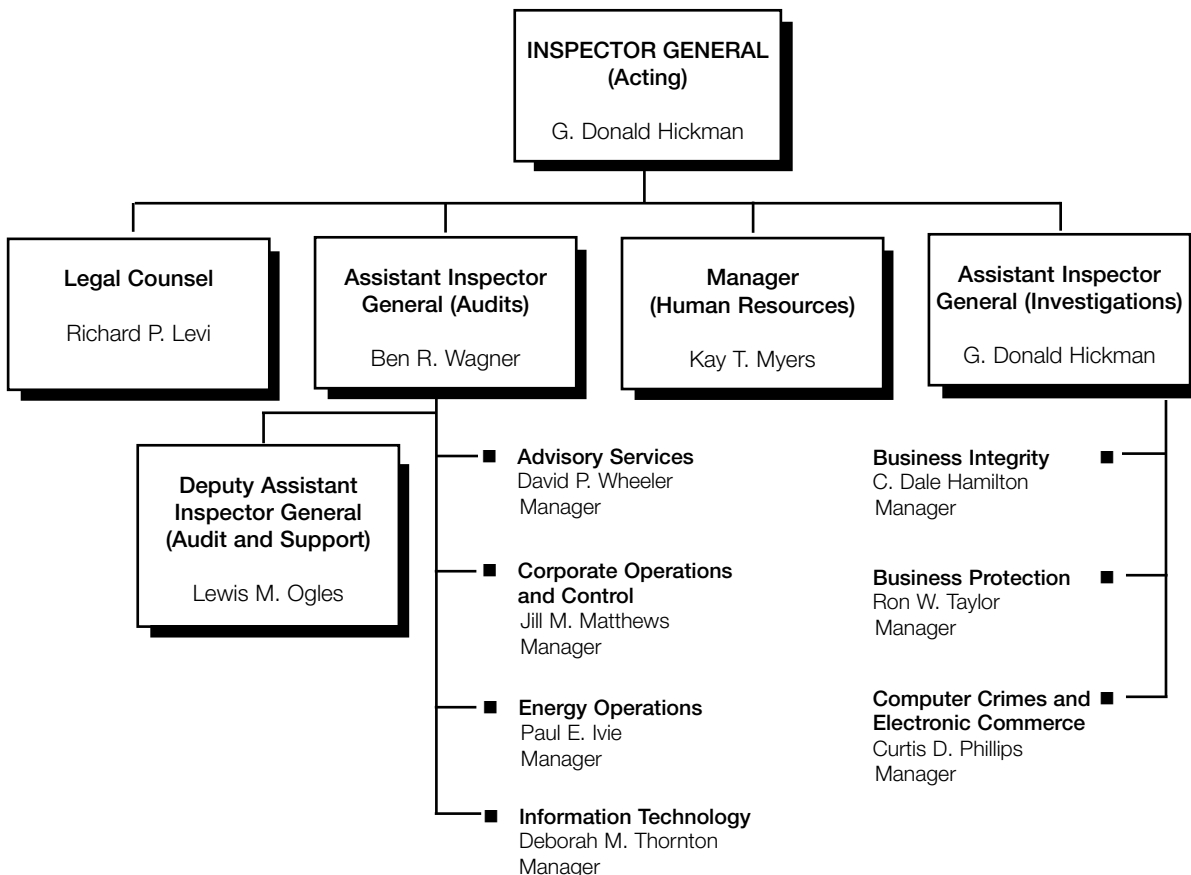 INSPECTOR GENERAL
(Acting)
G. Donald Hickman
Legal Counsel
Richard P. Levi
Assistant Inspector
General (Audits)
Ben R. Wagner
Manager
(Human Resources)
Kay T. Myers
Assistant Inspector
General (Investigations)
G. Donald Hickman
Deputy Assistant
Inspector General
(Audit and Support)
Lewis M. Ogles
Advisory Services
David P. Wheeler
Manager
Corporate Operations
and Control
Jill M. Matthews
Manager
Energy Operations
Paul E. Ivie
Manager
Information Technology
Deborah M. Thornton
Manager
Business Integrity
C. Dale Hamilton
Manager
Business Protection
Ron W. Taylor
Manager
Computer Crimes and
Electronic Commerce
Curtis D. Phillips
Manager